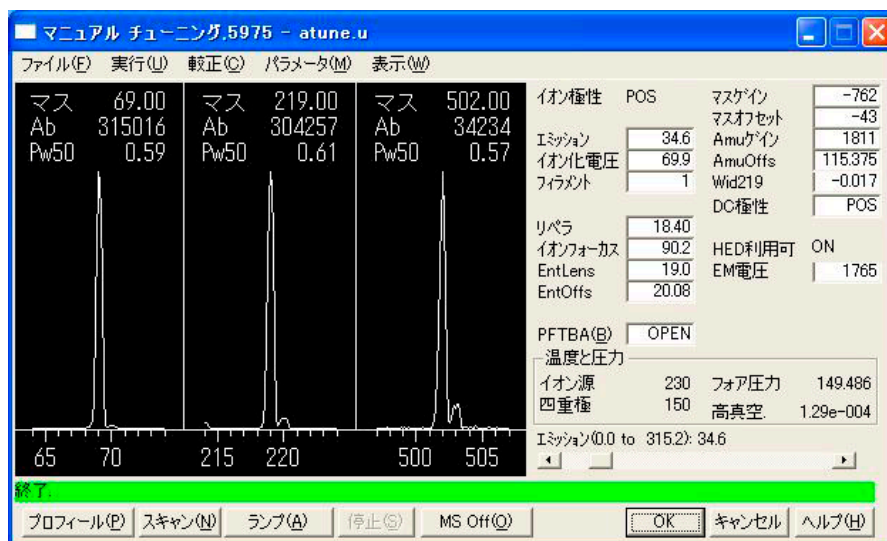 マニュアル チューニング,5975 - atune.u
ファイル(F) 実行(U) 較正(C) パラメータ(M) 表示(W)
マス 69.00
Ab 315016
Pw50 0.59
65 70
マス 219.00
Ab 304257
Pw50 0.61
215 220
マス 502.00
Ab 34234
Pw50 0.57
500 505
イオン極性 POS
エミッション 34.6
イオン化電圧 69.9
フィラメント 1
リペラ 18.40
イオンフォーカス 90.2
EntLens 19.0
EntOffs 20.08
PFTBA(B) OPEN
マスゲイン -762
マスオフセット -43
Amuゲイン 1811
AmuOffs 115.375
Wid219 -0.017
DC極性 POS
HED利用可 ON
EM電圧 1765
温度と圧力
イオン源 230 フォア圧力 149.486
四重極 150 高真空. 1.29e-004
エミッション(0.0 to 315.2): 34.6
終了.
プロフィール(P) スキャン(N) ランプ(A) 停止(S) MS Off(O) OK キャンセル ヘルプ(H)